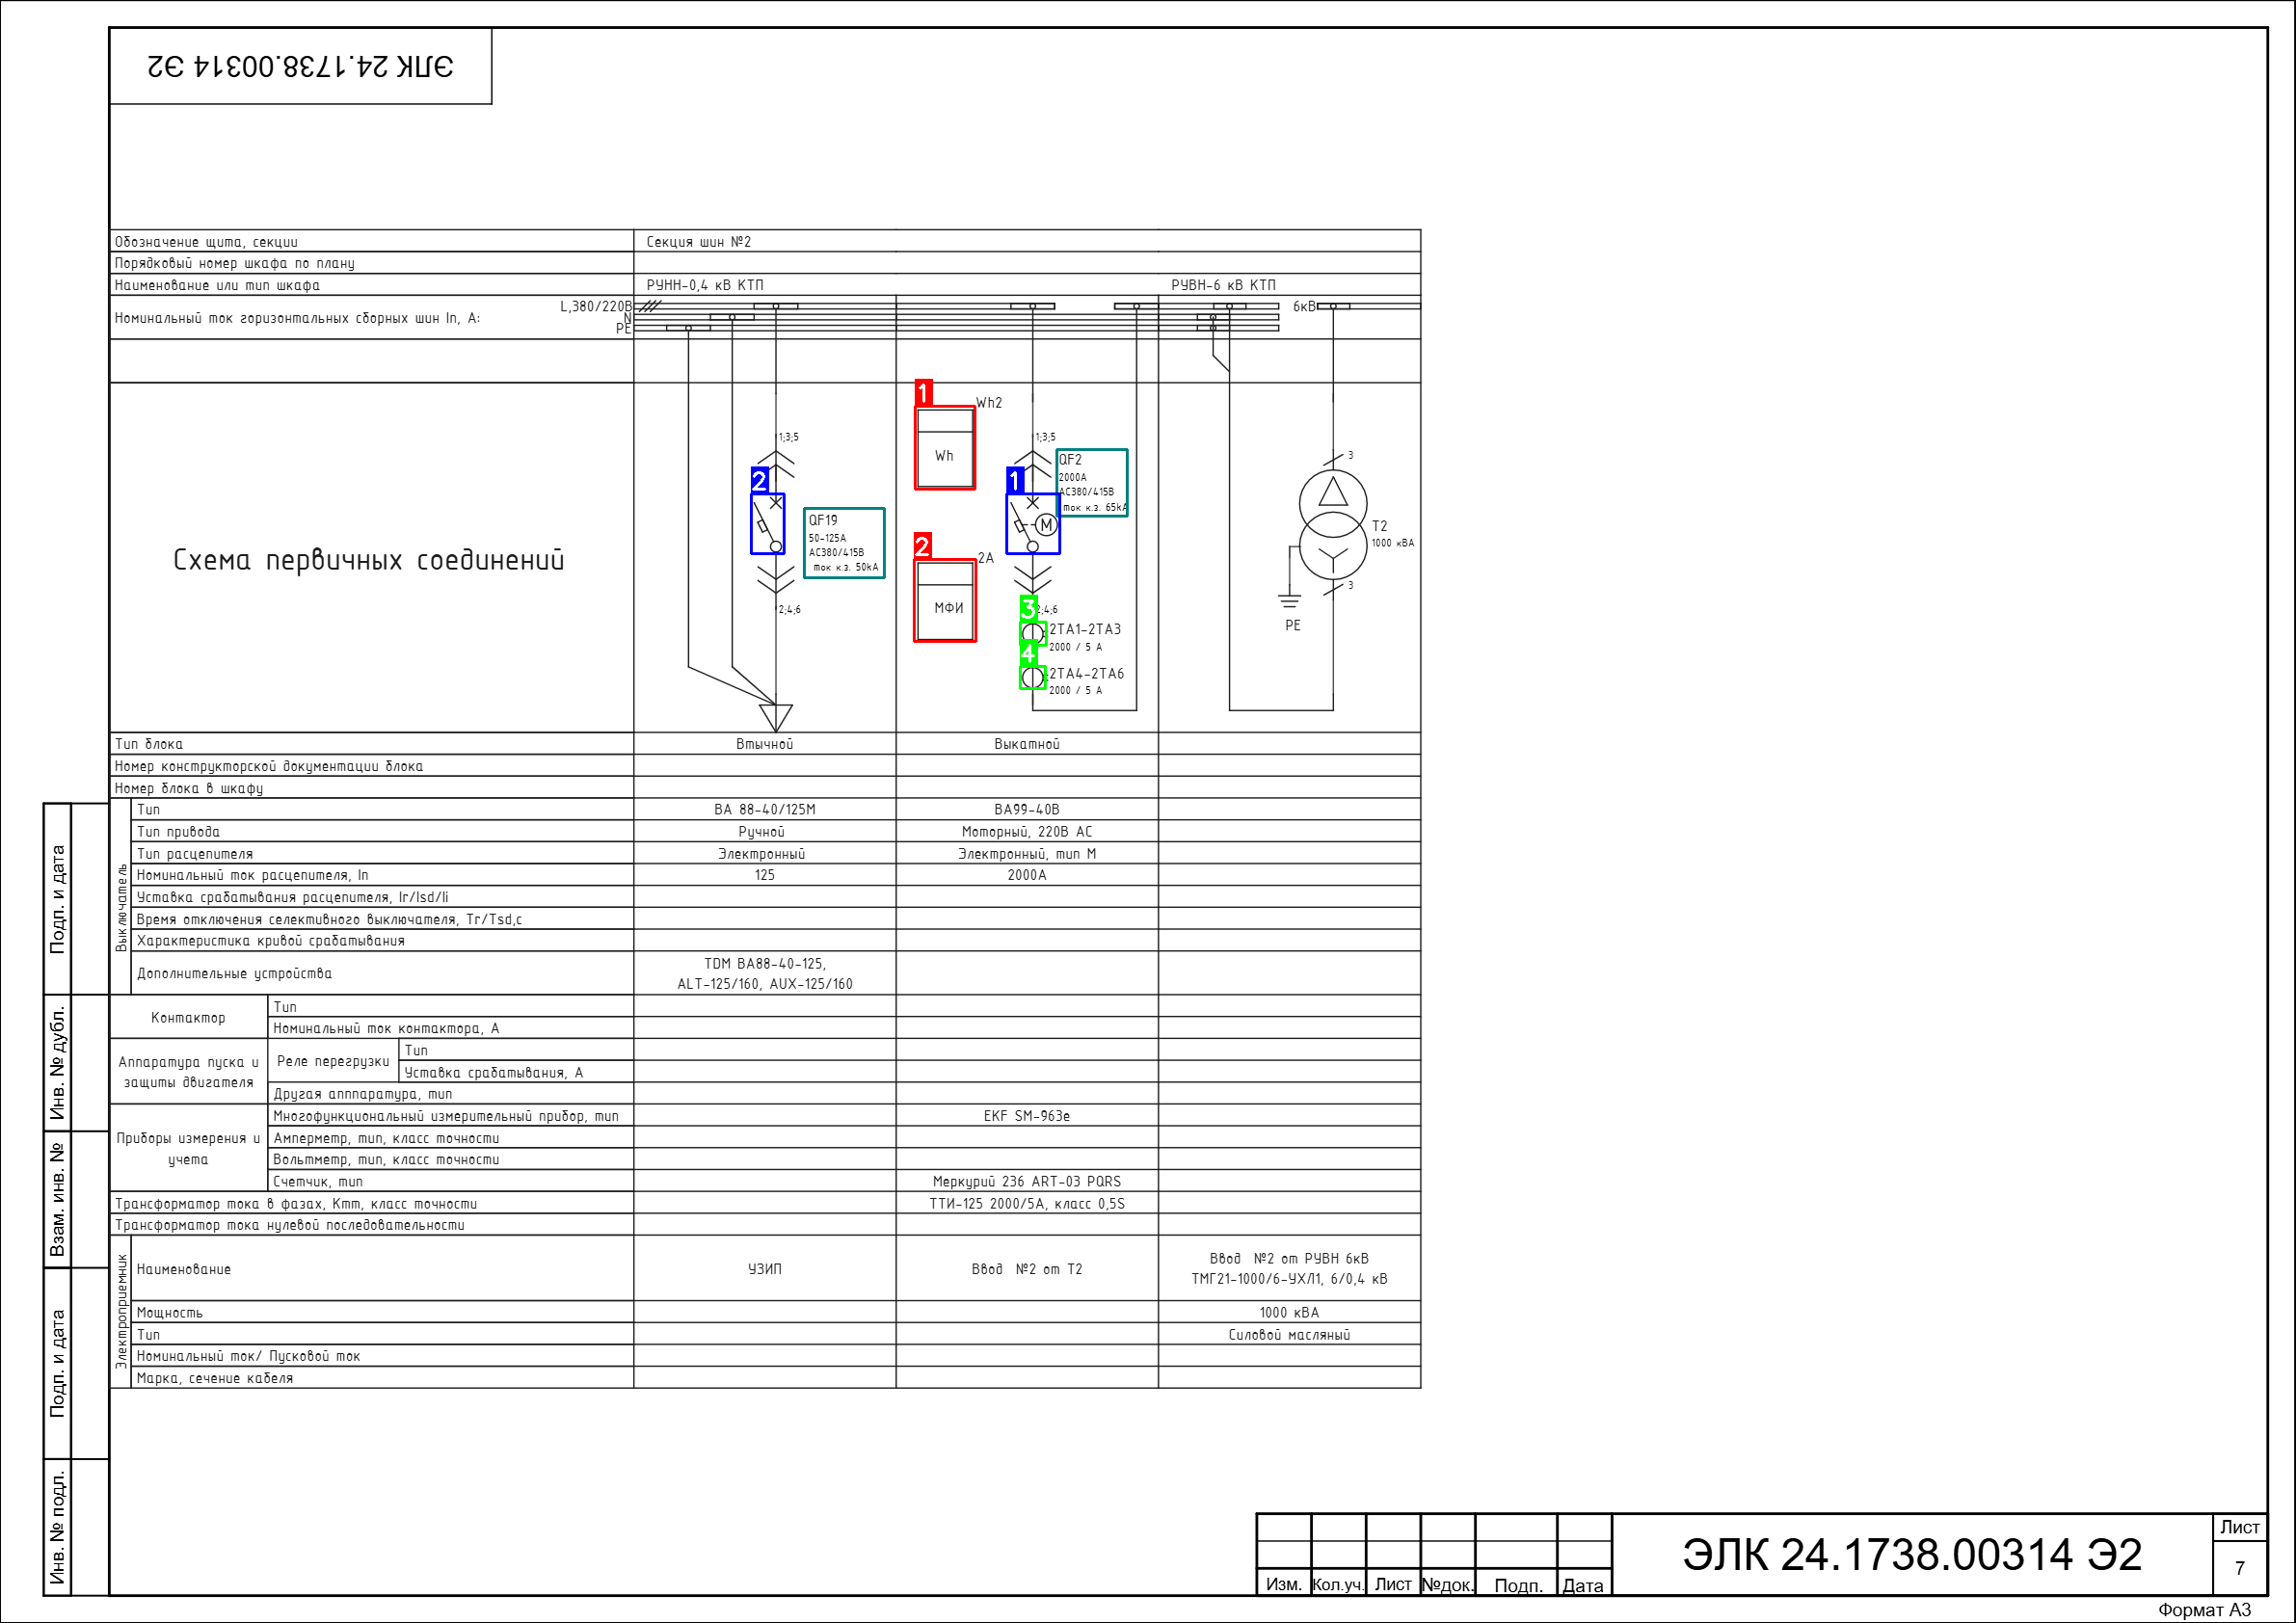 ЭЛК 24.1738.00314 Э2
Обозначение щита, секции
Секция шин №2
Порядковый номер шкафа по плану
Наименование или тип шкафа
РУНН-0,4 кВ КТП
РУВН-6 кВ КТП
Номинальный ток горизонтальных сборных шин In, А:
L,380/220В
N
PE
6кВ
Схема первичных соединений
1;3;5
2
QF19
50-125А
АС380/415В
ток к.з. 50kA
2;4;6
1
Wh2
Wh
2
2А
МФИ
1;3;5
1
QF2
2000А
АС380/415В
ток к.з. 65kA
M
3
2;4;6
2ТА1-2ТА3
2000 / 5 А
4
2ТА4-2ТА6
2000 / 5 А
3
Т2
1000 кВА
3
PE
Тип блока
Втычной
Выкатной
Номер конструкторской документации блока
Номер блока в шкафу
Выключатель
Тип
ВА 88-40/125М
ВА99-40В
Тип привода
Ручной
Моторный, 220В АС
Тип расцепителя
Электронный
Электронный, тип М
Номинальный ток расцепителя, In
125
2000А
Уставка срабатывания расцепителя, Ir/Isd/Ii
Время отключения селективного выключателя, Tr/Tsd,с
Характеристика кривой срабатывания
Дополнительные устройства
TDM ВА88-40-125,
ALT-125/160, AUX-125/160
Контактор
Тип
Номинальный ток контактора, А
Аппаратура пуска и
защиты двигателя
Реле перегрузки
Тип
Уставка срабатывания, А
Другая апппаратура, тип
Приборы измерения и
учета
Многофункциональный измерительный прибор, тип
EKF SM-963e
Амперметр, тип, класс точности
Вольтметр, тип, класс точности
Счетчик, тип
Меркурий 236 ART-03 PQRS
Трансформатор тока в фазах, Ктт, класс точности
ТТИ-125 2000/5А, класс 0,5S
Трансформатор тока нулевой последовательности
Электроприемник
Наименование
УЗИП
Ввод №2 от Т2
Ввод №2 от РУВН 6кВ
ТМГ21-1000/6-УХЛ1, 6/0,4 кВ
Мощность
1000 кВА
Тип
Силовой масляный
Номинальный ток/ Пусковой ток
Марка, сечение кабеля
Подп. и дата
Инв. № дубл.
Взам. инв. №
Подп. и дата
Инв. № подл.
Изм. Кол.уч. Лист №док. Подп. Дата
ЭЛК 24.1738.00314 Э2
Лист
7
Формат А3